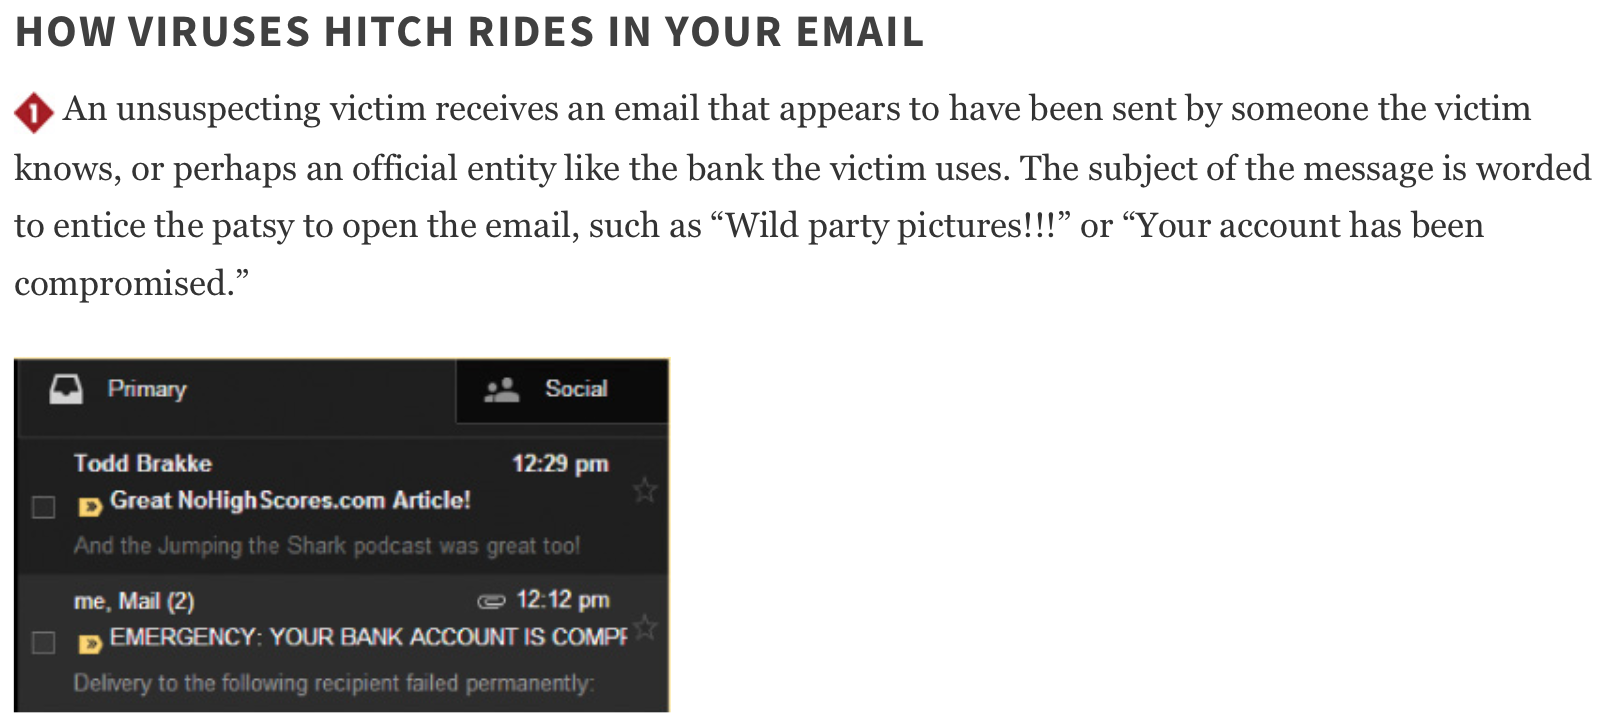 HOW VIRUSES HITCH RIDES IN YOUR EMAIL
1 An unsuspecting victim receives an email that appears to have been sent by someone the victim
knows, or perhaps an official entity like the bank the victim uses. The subject of the message is worded
to entice the patsy to open the email, such as “Wild party pictures!!!” or “Your account has been
compromised.”
Primary Social
Todd Brakke 12:29 pm
Great NoHighScores.com Article!
And the Jumping the Shark podcast was great too!
me, Mail (2) 12:12 pm
EMERGENCY: YOUR BANK ACCOUNT IS COMPR
Delivery to the following recipient failed permanently: